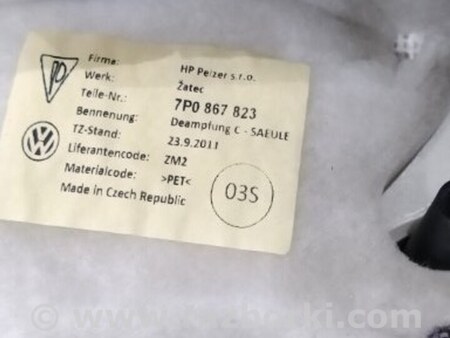 Firma: HP Pelzer s.r.o.
Werk: Žatec
Teile-Nr.: 7P0 867 823
Bennenung: Deampfung C - SAEULE
TZ-Stand: 23.9.2011
Liferantencode: ZM2
Materialcode: >PET<
Made in Czech Republic
03S